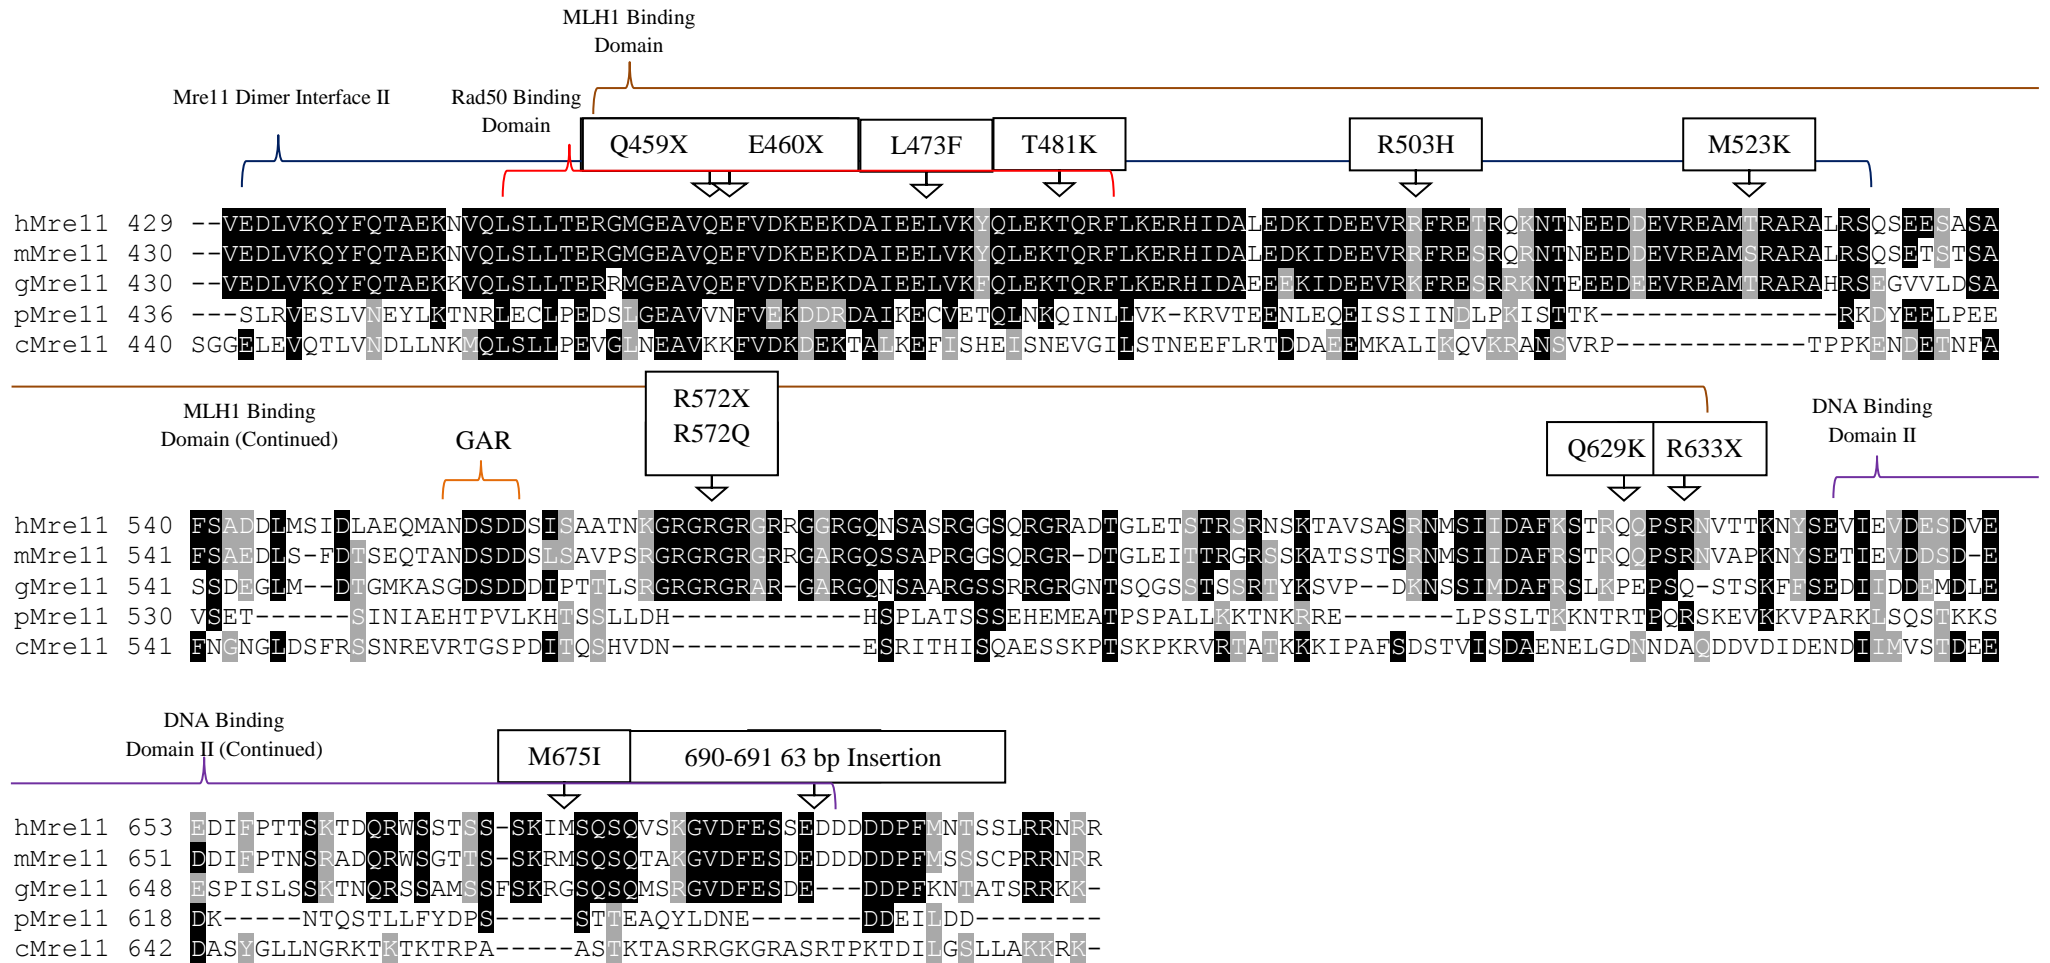 MLH1 Binding
Domain
Mre11 Dimer Interface II
Rad50 Binding
Domain
Q459X E460X L473F T481K R503H M523K
hMre11 429 --VEDLVKQYFQTAEKNVQLSLLTERGMGEAVQEFVDKEEKDAIEELVKYQLEKTQRFLKERHIDALEDKIDEEVRRFRETRQKNTNEEDDEVREAMTRARALRSQSEESASA
mMre11 430 --VEDLVKQYFQTAEKNVQLSLLTERGMGEAVQEFVDKEEKDAIEELVKYQLEKTQRFLKERHIDALEDKIDEEVRRFRESRQRNTNEEDDEVREAMSRARALRSQSETSTSA
gMre11 430 --VEDLVKQYFQTAEKKVQLSLLTERRMGEAVQEFVDKEEKDAIEELVKFQLEKTQRFLKERHIDAEEEKIDEEVRKFRESRRKNTEEEDEEVREAMTRARAHRSEGVVLDSA
pMre11 436 ---SLRVESLVNEYLKTNRLECLPEDSLGEAVVNFVEKDDRDAIKECVETQLNKQINLLVK-KRVTEENLEQEISSIINDLPKISTTK---------------RKDYEELPEE
cMre11 440 SGGELEVQTLVNDLLNKMQLSLLPEVGLNEAVKKFVDKDEKTALKEFISHEISNEVGILSTNEEFLRTDDAEEMKALIKQVKRANSVRP------------TPPKENDETNFA
MLH1 Binding
Domain (Continued)
GAR
R572X
R572Q
Q629K R633X
DNA Binding
Domain II
hMre11 540 FSADDLMSIDLAEQMANDSDDSISAATNKGRGRGRGRRGGRGQNSASRGGSQRGRADTGLETSTRSRNSKTAVSASRNMSIIDAFKSTRQQPSRNVTTKNYSEVIEVDESDVE
mMre11 541 FSAEDLS-FDTSEQTANDSDDSLSAVPSRGRGRGRGRRGARGQSSAPRGGSQRGR-DTGLEITTRGRSSKATSSTSRNMSIIDAFRSTRQQPSRNVAPKNYSETIEVDDSD-E
gMre11 541 SSDEGLM--DTGMKASGDSDDDIPTTLSRGRGRGRAR-GARGQNSAARGSSRRGRGNTSQGSSTSSRTYKSVP--DKNSSIMDAFRSLKPEPSQ-STSKFFSEDIIDDEMDLE
pMre11 530 VSET------SINIAEHTPVLKHTSSLLDH------------HSPLATSSSEHEMEATPSPALLKKTNKRRE-------LPSSLTKKNTRTPQRSKEVKKVPARKLSQSTKKS
cMre11 541 FNGNGLDSFRSSNREVRTGSPDITQSHVDN------------ESRITHISQAESSKPTSKPKRVRTATKKKIPAFSDSTVISDAENELGDNNDAQDDVDIDENDIIMVSTDEE
DNA Binding
Domain II (Continued)
M675I 690-691 63 bp Insertion
hMre11 653 EDIFPTTSKTDQRWSSTSS-SKIMSQSQVSKGVDFESSEDDDDDPFMNTSSLRRNRR
mMre11 651 DDIFPTNSRADQRWSGTTS-SKRMSQSQTAKGVDFESDEDDDDDPFMSSSCPRRNRR
gMre11 648 ESPISLSSKTNQRSSAMSSFSKRGSQSQMSRGVDFESDE---DDPFKNTATSRRKK-
pMre11 618 DK-----NTQSTLLFYDPS-----STTEAQYLDNE-------DDEILDD--------
cMre11 642 DASYGLLNGRKTKTKTRPA-----ASTKTASRRGKGRASRTPKTDILGSLLAKKRK-